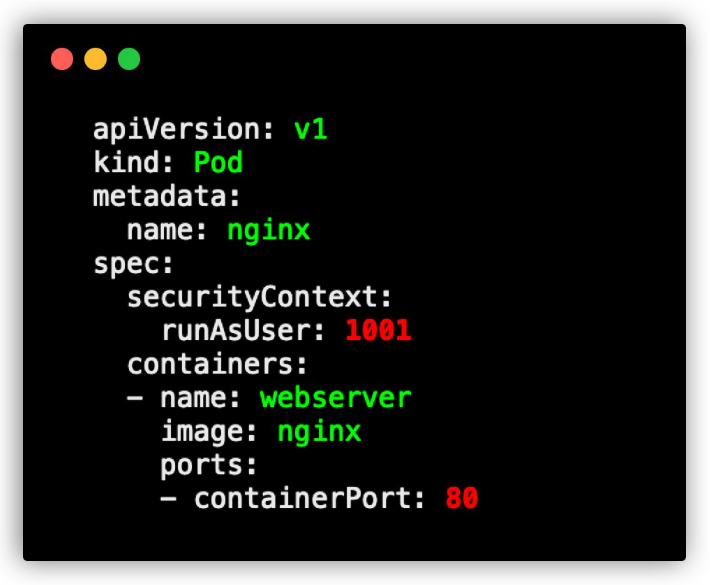 apiVersion: v1
kind: Pod
metadata:
  name: nginx
spec:
  securityContext:
    runAsUser: 1001
  containers:
  - name: webserver
    image: nginx
    ports:
    - containerPort: 80